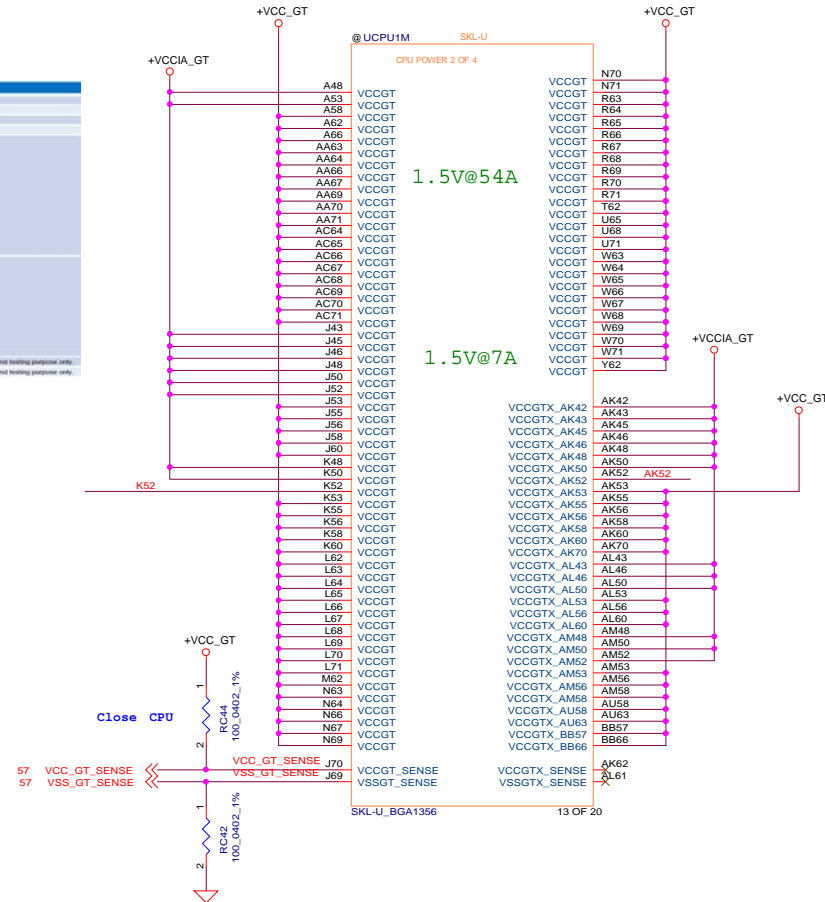 +VCC_GT
+VCC_GT
@ UCPU1M
SKL-U
CPU POWER 2 OF 4
+VCCIA_GT
A48 VCCGT
A53 VCCGT
A58 VCCGT
A62 VCCGT
A66 VCCGT
AA63 VCCGT
AA64 VCCGT
AA66 VCCGT
AA67 VCCGT
AA69 VCCGT
AA70 VCCGT
AA71 VCCGT
AC64 VCCGT
AC65 VCCGT
AC66 VCCGT
AC67 VCCGT
AC68 VCCGT
AC69 VCCGT
AC70 VCCGT
AC71 VCCGT
J43 VCCGT
J45 VCCGT
J46 VCCGT
J48 VCCGT
J50 VCCGT
J52 VCCGT
J53 VCCGT
J55 VCCGT
J56 VCCGT
J58 VCCGT
J60 VCCGT
K48 VCCGT
K50 VCCGT
K52 K52 VCCGT
K53 VCCGT
K55 VCCGT
K56 VCCGT
K58 VCCGT
K60 VCCGT
L62 VCCGT
L63 VCCGT
L64 VCCGT
L65 VCCGT
L66 VCCGT
L67 VCCGT
L68 VCCGT
L69 VCCGT
L70 VCCGT
L71 VCCGT
M62 VCCGT
N63 VCCGT
N64 VCCGT
N66 VCCGT
N67 VCCGT
N69 VCCGT
1.5V@54A
1.5V@7A
VCCGT N70
VCCGT N71
VCCGT R63
VCCGT R64
VCCGT R65
VCCGT R66
VCCGT R67
VCCGT R68
VCCGT R69
VCCGT R70
VCCGT R71
VCCGT T62
VCCGT U65
VCCGT U68
VCCGT U71
VCCGT W63
VCCGT W64
VCCGT W65
VCCGT W66
VCCGT W67
VCCGT W68
VCCGT W69
VCCGT W70
VCCGT W71
VCCGT Y62
+VCCIA_GT
+VCC_GT
VCCGTX_AK42 AK42
VCCGTX_AK43 AK43
VCCGTX_AK45 AK45
VCCGTX_AK46 AK46
VCCGTX_AK48 AK48
VCCGTX_AK50 AK50
VCCGTX_AK52 AK52 AK52
VCCGTX_AK53 AK53
VCCGTX_AK55 AK55
VCCGTX_AK56 AK56
VCCGTX_AK58 AK58
VCCGTX_AK60 AK60
VCCGTX_AK70 AK70
VCCGTX_AL43 AL43
VCCGTX_AL46 AL46
VCCGTX_AL50 AL50
VCCGTX_AL53 AL53
VCCGTX_AL56 AL56
VCCGTX_AL60 AL60
VCCGTX_AM48 AM48
VCCGTX_AM50 AM50
VCCGTX_AM52 AM52
VCCGTX_AM53 AM53
VCCGTX_AM56 AM56
VCCGTX_AM58 AM58
VCCGTX_AU58 AU58
VCCGTX_AU63 AU63
VCCGTX_BB57 BB57
VCCGTX_BB66 BB66
nd testing purpose only.
nd testing purpose only.
+VCC_GT
1
RC44
100_0402_1%
2
Close CPU
57 VCC_GT_SENSE VCC_GT_SENSE J70 VCCGT_SENSE
57 VSS_GT_SENSE VSS_GT_SENSE J69 VSSGT_SENSE
VCCGTX_SENSE AK62
VSSGTX_SENSE AL61
1
RC42
100_0402_1%
2
SKL-U_BGA1356
13 OF 20